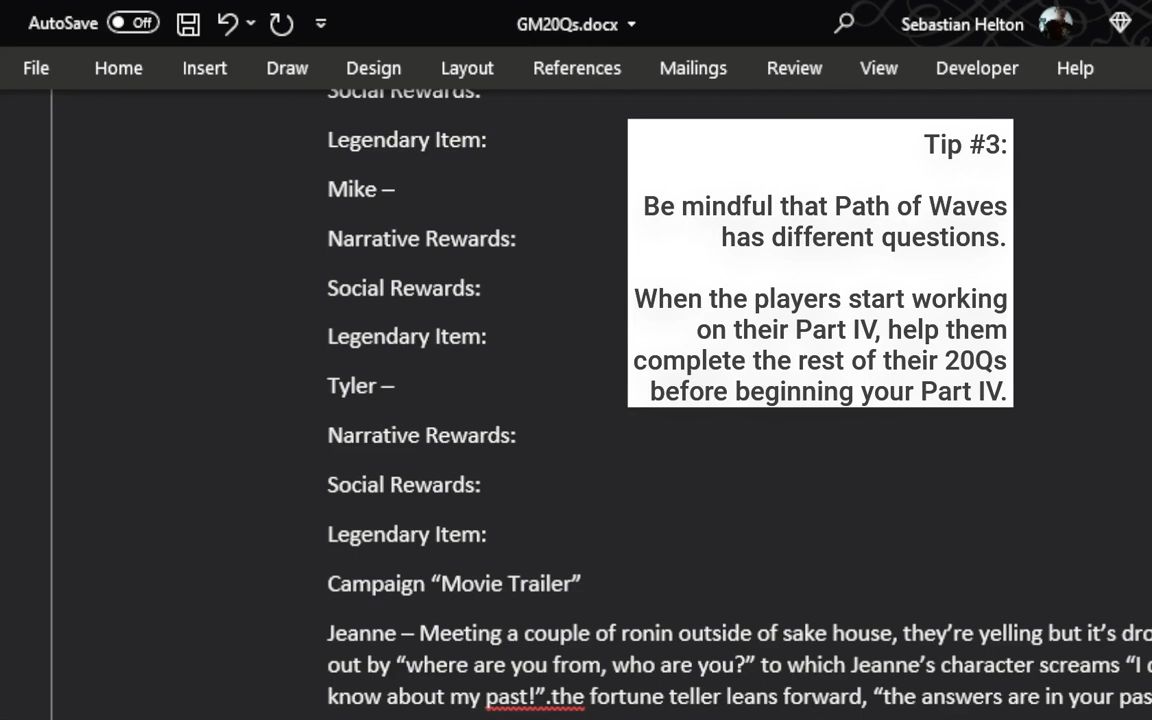 AutoSave Off GM20Qs.docx Sebastian Helton
File Home Insert Draw Design Layout References Mailings Review View Developer Help
Social Rewards:
Legendary Item:
Mike –
Narrative Rewards:
Social Rewards:
Legendary Item:
Tyler –
Narrative Rewards:
Social Rewards:
Legendary Item:
Campaign “Movie Trailer”
Jeanne – Meeting a couple of ronin outside of sake house, they’re yelling but it’s dro
out by “where are you from, who are you?” to which Jeanne’s character screams “I d
know about my past!”.the fortune teller leans forward, “the answers are in your pas
Tip #3:
Be mindful that Path of Waves
has different questions.
When the players start working
on their Part IV, help them
complete the rest of their 20Qs
before beginning your Part IV.